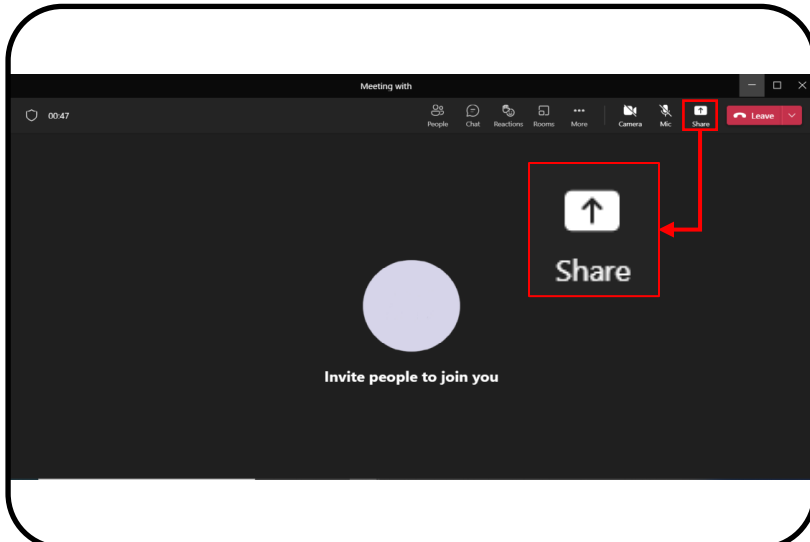 Meeting with
00:47
People Chat Reactions Rooms More Camera Mic Share Leave
Share
Invite people to join you